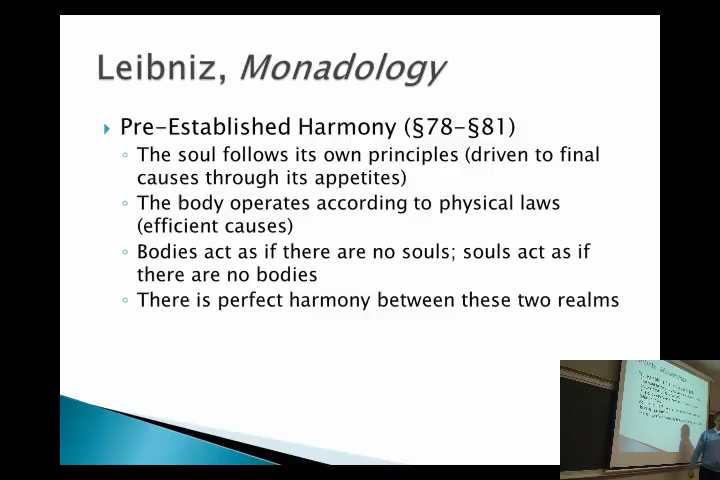 Leibniz, Monadology
Pre-Established Harmony (§78-§81)
The soul follows its own principles (driven to final
causes through its appetites)
The body operates according to physical laws
(efficient causes)
Bodies act as if there are no souls; souls act as if
there are no bodies
There is perfect harmony between these two realms